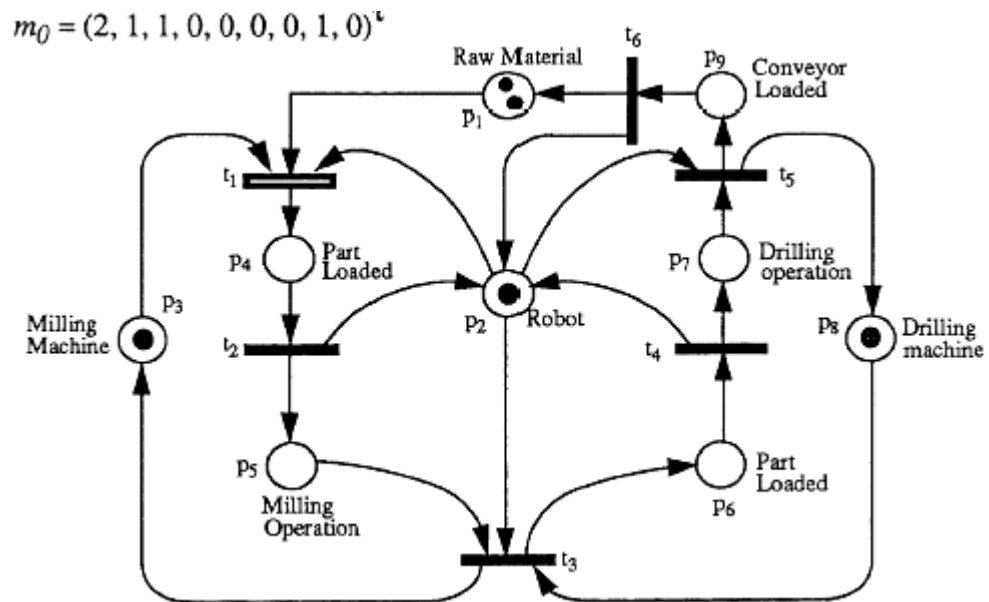 m₀ = (2, 1, 1, 0, 0, 0, 0, 1, 0)ᵗ
Raw Material
p₁
t₆
p₉
Conveyor
Loaded
t₁
t₅
p₄
Part
Loaded
p₇
Drilling
operation
p₃
Milling
Machine
p₂
Robot
t₂
t₄
p₈
Drilling
machine
p₅
Milling
Operation
p₆
Part
Loaded
t₃